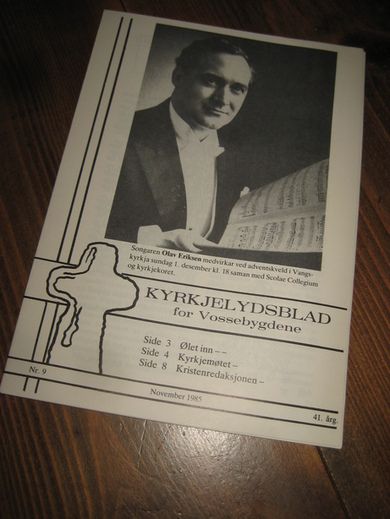 Songaren Olav Eriksen medvirkar ved adventskveld i Vangs-
kyrkja sundag 1. desember kl. 18 saman med Scolae Collegium
og kyrkjekoret.
KYRKJELYDSBLAD
for Vossebygdene
Side 3 Ølet inn – –
Side 4 Kyrkjemøtet –
Side 8 Kristenredaksjonen –
Nr. 9
November 1985
41. årg.